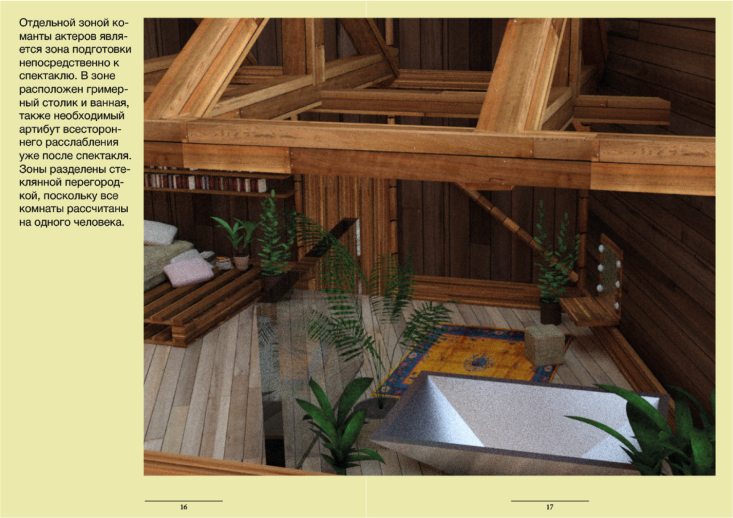 Отдельной зоной ко-
манты актеров явля-
ется зона подготовки
непосредственно к
спектаклю. В зоне
расположен гример-
ный столик и ванная,
также необходимый
артибут всесторон-
него расслабления
уже после спектакля.
Зоны разделены сте-
клянной перегород-
кой, поскольку все
комнаты рассчитаны
на одного человека.
16
17